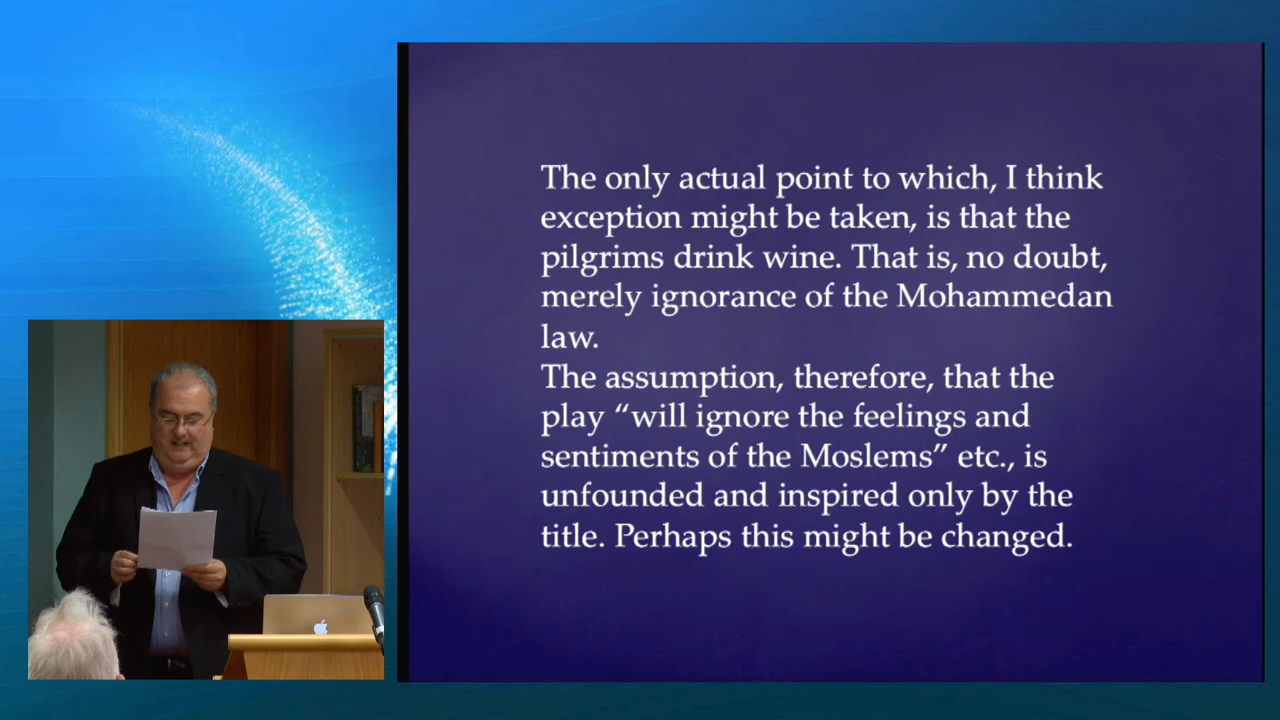 The only actual point to which, I think
exception might be taken, is that the
pilgrims drink wine. That is, no doubt,
merely ignorance of the Mohammedan
law.
The assumption, therefore, that the
play “will ignore the feelings and
sentiments of the Moslems” etc., is
unfounded and inspired only by the
title. Perhaps this might be changed.